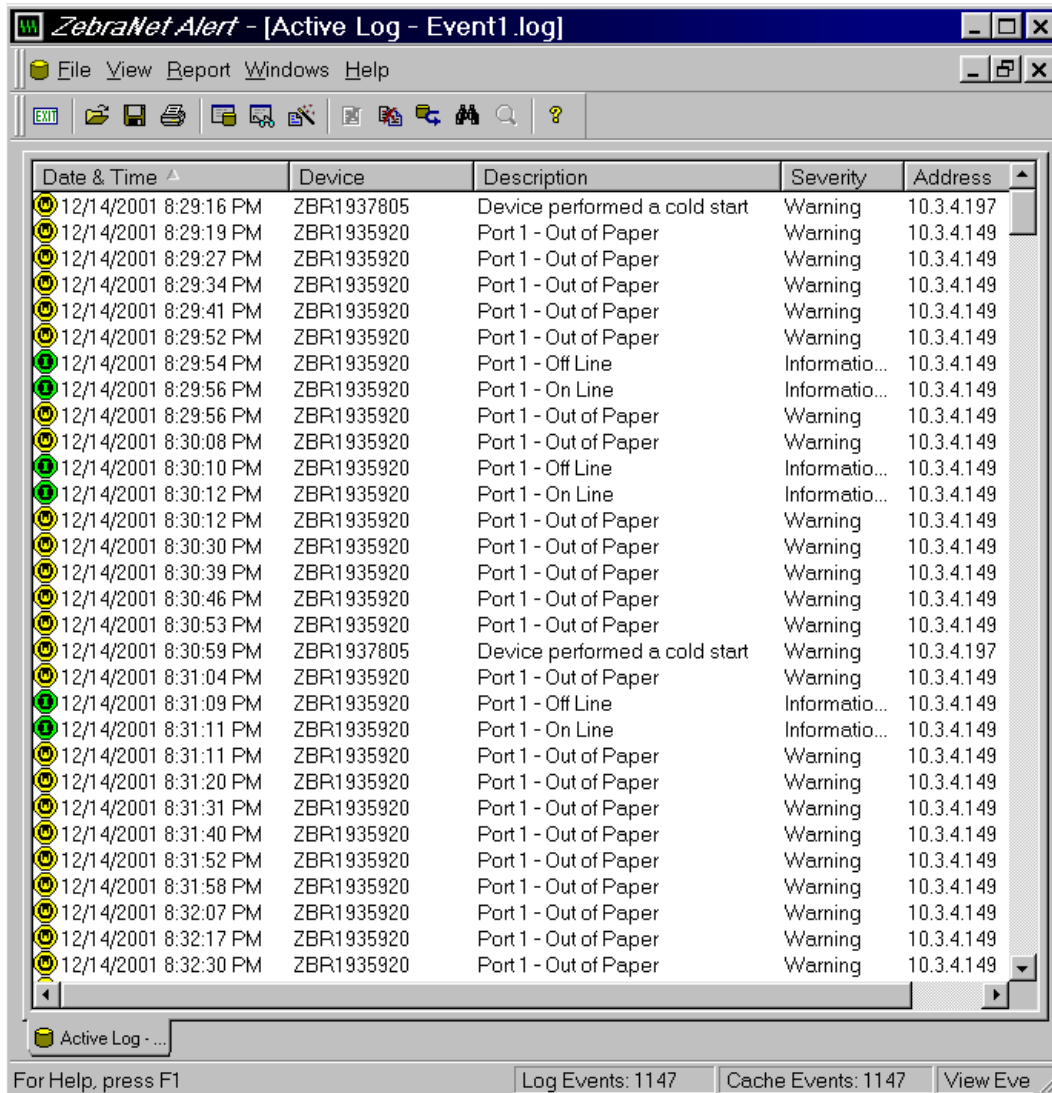 ZebraNet Alert - [Active Log - Event1.log]
File View Report Windows Help
EXIT
Date & Time Device Description Severity Address
12/14/2001 8:29:16 PM ZBR1937805 Device performed a cold start Warning 10.3.4.197
12/14/2001 8:29:19 PM ZBR1935920 Port 1 - Out of Paper Warning 10.3.4.149
12/14/2001 8:29:27 PM ZBR1935920 Port 1 - Out of Paper Warning 10.3.4.149
12/14/2001 8:29:34 PM ZBR1935920 Port 1 - Out of Paper Warning 10.3.4.149
12/14/2001 8:29:41 PM ZBR1935920 Port 1 - Out of Paper Warning 10.3.4.149
12/14/2001 8:29:52 PM ZBR1935920 Port 1 - Out of Paper Warning 10.3.4.149
12/14/2001 8:29:54 PM ZBR1935920 Port 1 - Off Line Informatio... 10.3.4.149
12/14/2001 8:29:56 PM ZBR1935920 Port 1 - On Line Informatio... 10.3.4.149
12/14/2001 8:29:56 PM ZBR1935920 Port 1 - Out of Paper Warning 10.3.4.149
12/14/2001 8:30:08 PM ZBR1935920 Port 1 - Out of Paper Warning 10.3.4.149
12/14/2001 8:30:10 PM ZBR1935920 Port 1 - Off Line Informatio... 10.3.4.149
12/14/2001 8:30:12 PM ZBR1935920 Port 1 - On Line Informatio... 10.3.4.149
12/14/2001 8:30:12 PM ZBR1935920 Port 1 - Out of Paper Warning 10.3.4.149
12/14/2001 8:30:30 PM ZBR1935920 Port 1 - Out of Paper Warning 10.3.4.149
12/14/2001 8:30:39 PM ZBR1935920 Port 1 - Out of Paper Warning 10.3.4.149
12/14/2001 8:30:46 PM ZBR1935920 Port 1 - Out of Paper Warning 10.3.4.149
12/14/2001 8:30:53 PM ZBR1935920 Port 1 - Out of Paper Warning 10.3.4.149
12/14/2001 8:30:59 PM ZBR1937805 Device performed a cold start Warning 10.3.4.197
12/14/2001 8:31:04 PM ZBR1935920 Port 1 - Out of Paper Warning 10.3.4.149
12/14/2001 8:31:09 PM ZBR1935920 Port 1 - Off Line Informatio... 10.3.4.149
12/14/2001 8:31:11 PM ZBR1935920 Port 1 - On Line Informatio... 10.3.4.149
12/14/2001 8:31:11 PM ZBR1935920 Port 1 - Out of Paper Warning 10.3.4.149
12/14/2001 8:31:20 PM ZBR1935920 Port 1 - Out of Paper Warning 10.3.4.149
12/14/2001 8:31:31 PM ZBR1935920 Port 1 - Out of Paper Warning 10.3.4.149
12/14/2001 8:31:40 PM ZBR1935920 Port 1 - Out of Paper Warning 10.3.4.149
12/14/2001 8:31:52 PM ZBR1935920 Port 1 - Out of Paper Warning 10.3.4.149
12/14/2001 8:31:58 PM ZBR1935920 Port 1 - Out of Paper Warning 10.3.4.149
12/14/2001 8:32:07 PM ZBR1935920 Port 1 - Out of Paper Warning 10.3.4.149
12/14/2001 8:32:17 PM ZBR1935920 Port 1 - Out of Paper Warning 10.3.4.149
12/14/2001 8:32:30 PM ZBR1935920 Port 1 - Out of Paper Warning 10.3.4.149
Active Log - ...
For Help, press F1 Log Events: 1147 Cache Events: 1147 View Eve